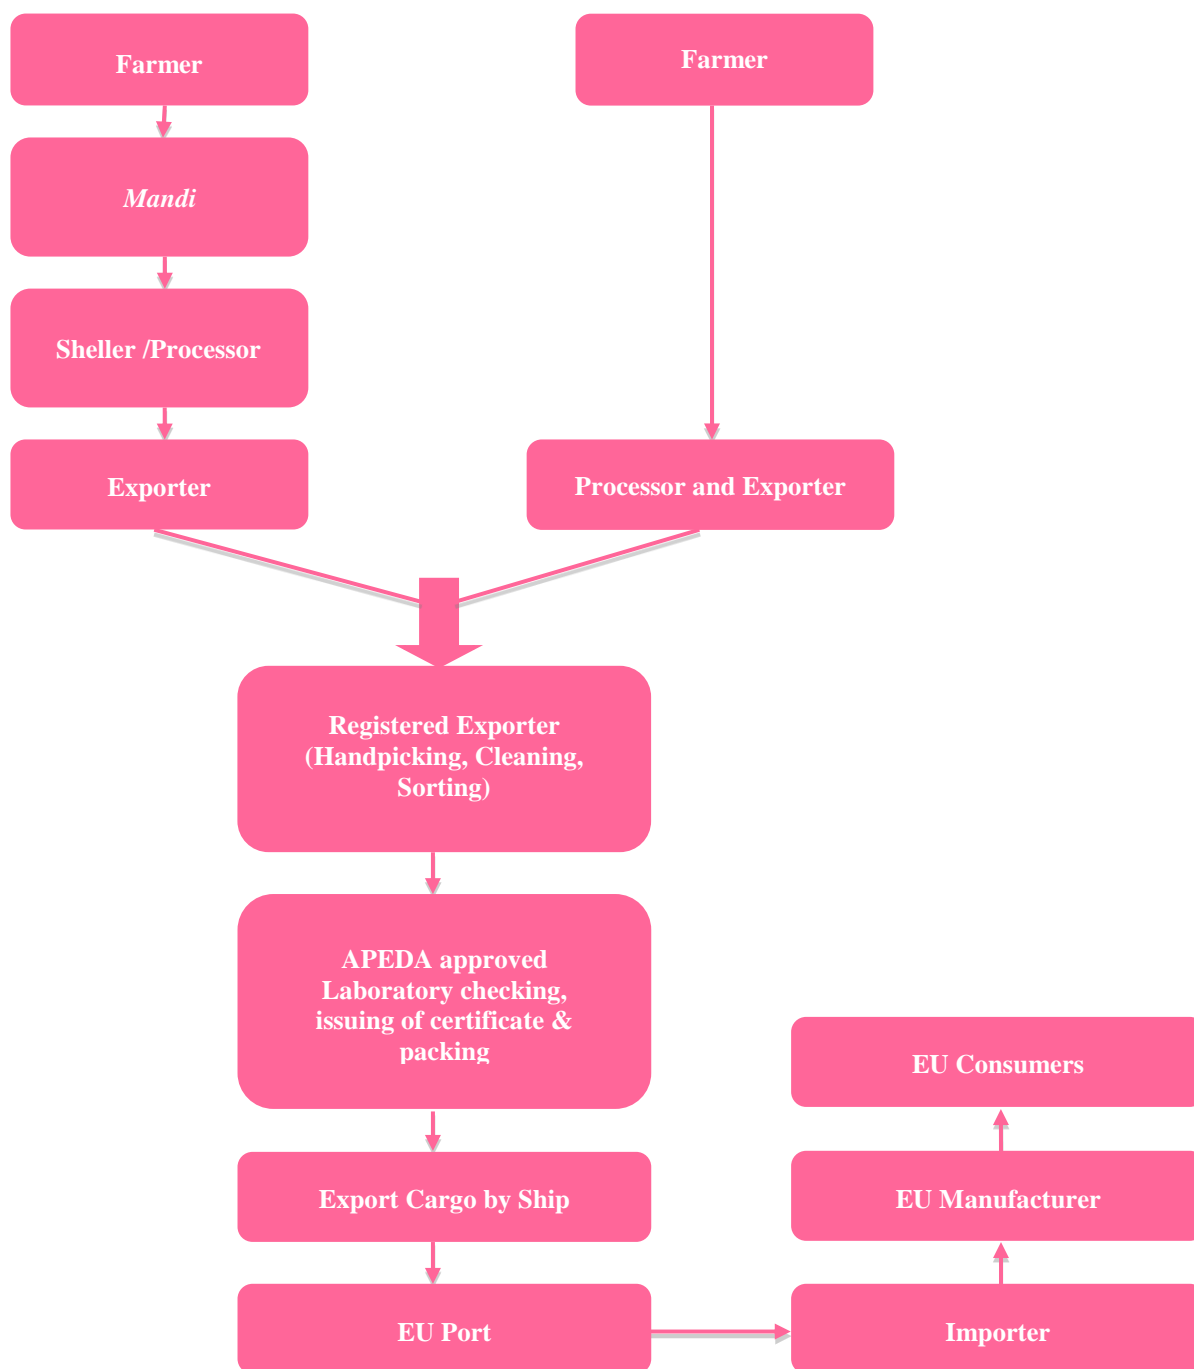 Farmer
Farmer
Mandi
Sheller /Processor
Exporter
Processor and Exporter
Registered Exporter
(Handpicking, Cleaning,
Sorting)
APEDA approved
Laboratory checking,
issuing of certificate &
packing
EU Consumers
Export Cargo by Ship
EU Manufacturer
EU Port
Importer